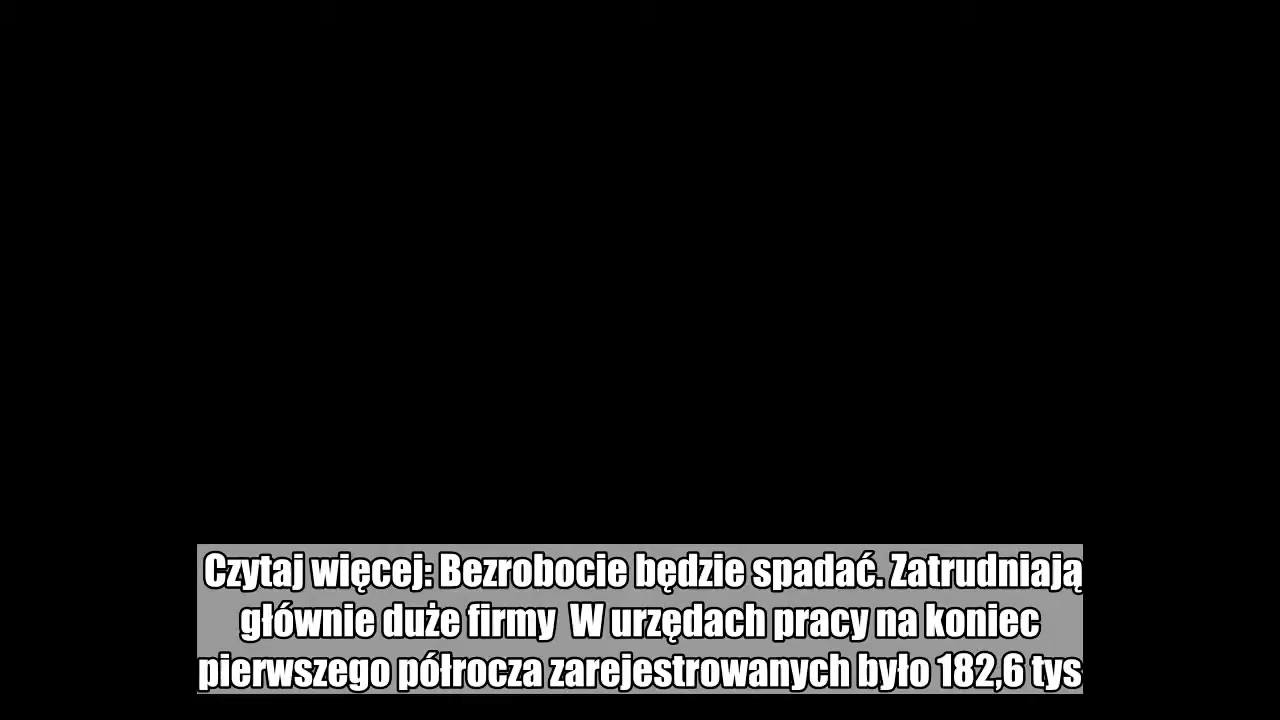 Czytaj więcej: Bezrobocie będzie spadać. Zatrudniają
głównie duże firmy  W urzędach pracy na koniec
pierwszego półrocza zarejestrowanych było 182,6 tys